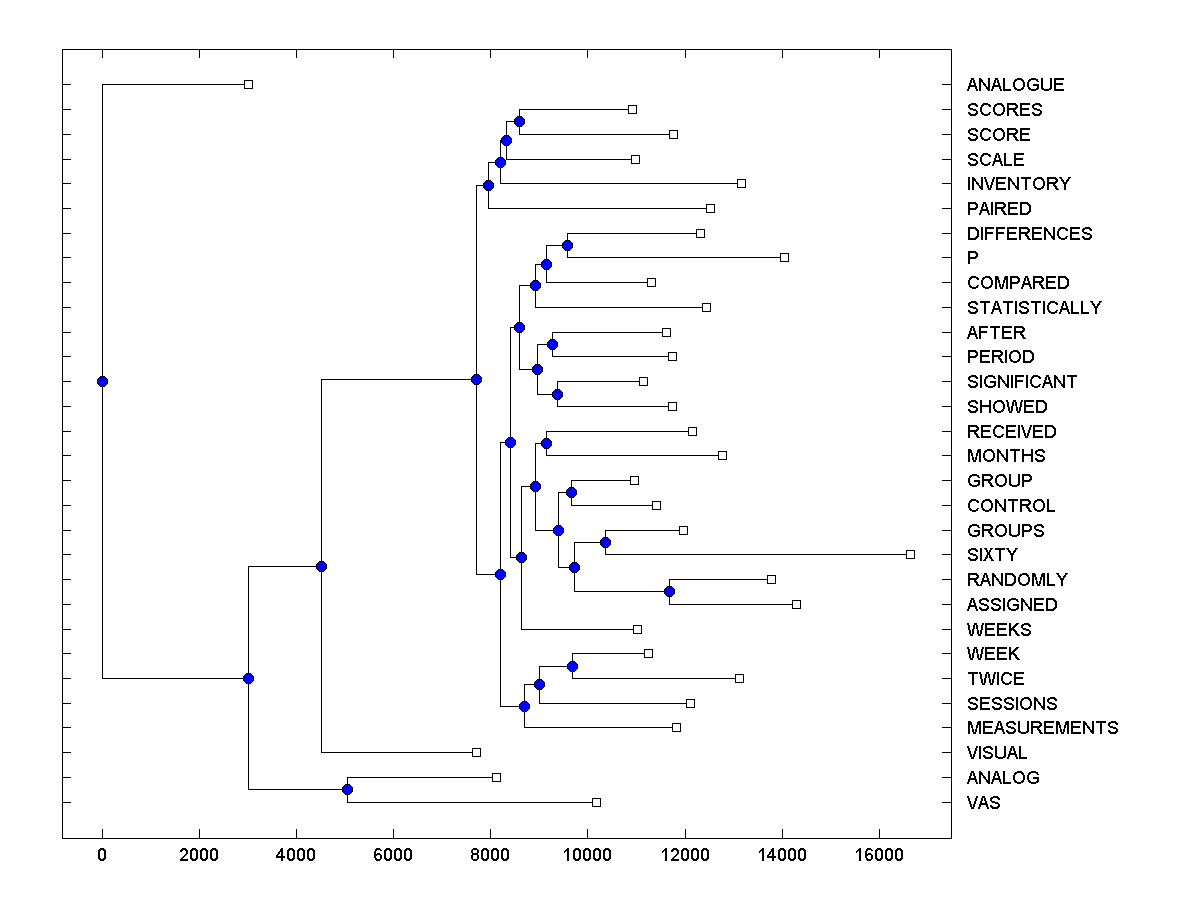 ANALOGUE
SCORES
SCORE
SCALE
INVENTORY
PAIRED
DIFFERENCES
P
COMPARED
STATISTICALLY
AFTER
PERIOD
SIGNIFICANT
SHOWED
RECEIVED
MONTHS
GROUP
CONTROL
GROUPS
SIXTY
RANDOMLY
ASSIGNED
WEEKS
WEEK
TWICE
SESSIONS
MEASUREMENTS
VISUAL
ANALOG
VAS
0 2000 4000 6000 8000 10000 12000 14000 16000